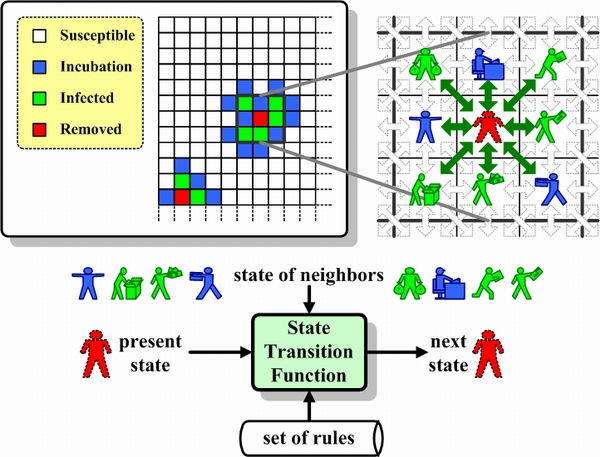 Susceptible
Incubation
Infected
Removed
state of neighbors
present
state
State
Transition
Function
next
state
set of rules